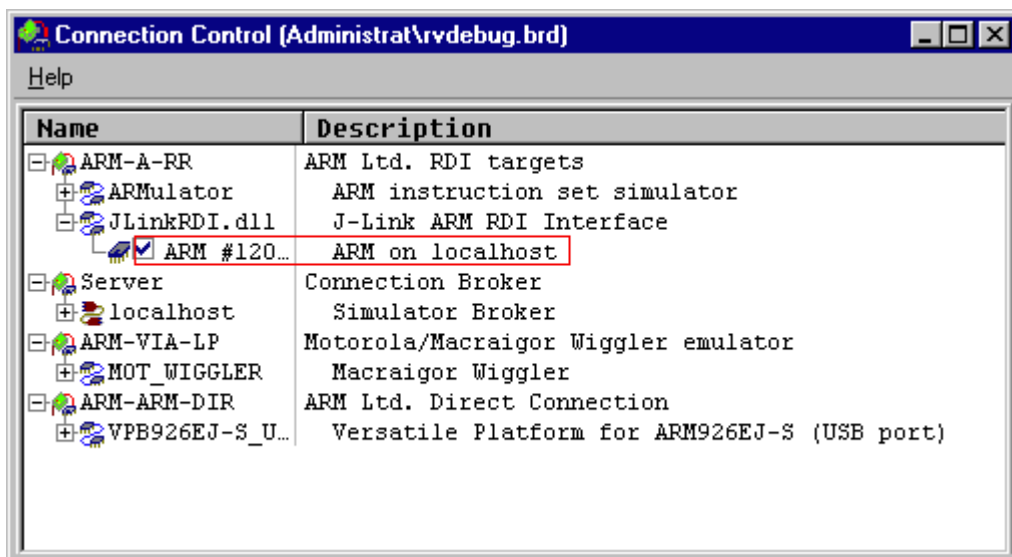 Connection Control (Administrat\rvdebug.brd)
Help
Name Description
ARM-A-RR ARM Ltd. RDI targets
ARMulator ARM instruction set simulator
JLinkRDI.dll J-Link ARM RDI Interface
ARM #120… ARM on localhost
Server Connection Broker
localhost Simulator Broker
ARM-VIA-LP Motorola/Macraigor Wiggler emulator
MOT_WIGGLER Macraigor Wiggler
ARM-ARM-DIR ARM Ltd. Direct Connection
VPB926EJ-S_U… Versatile Platform for ARM926EJ-S (USB port)